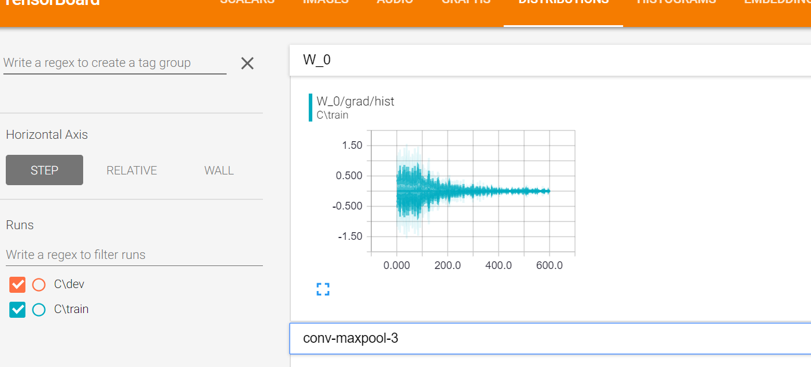 TensorBoard
SCALARS IMAGES AUDIO GRAPHS DISTRIBUTIONS HISTOGRAMS
Write a regex to create a tag group
W_0
W_0/grad/hist
C\train
Horizontal Axis
STEP RELATIVE WALL
1.50
0.500
-0.500
-1.50
0.000 200.0 400.0 600.0
Runs
Write a regex to filter runs
C\dev
C\train
conv-maxpool-3